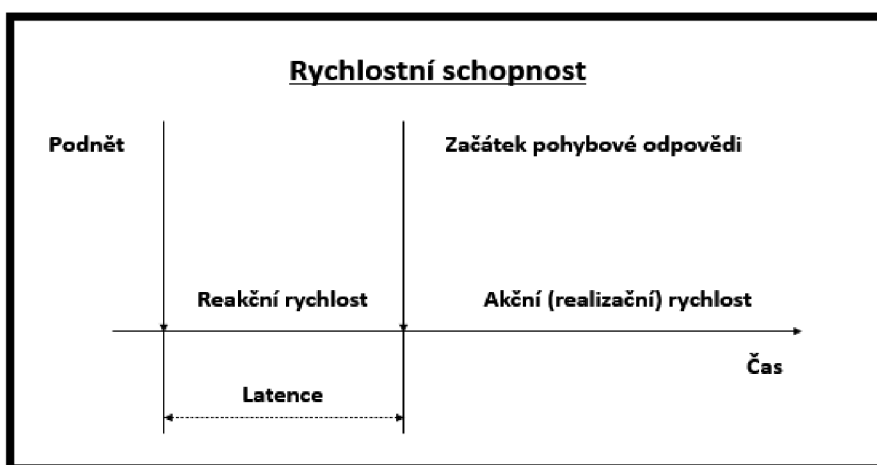 Rychlostní schopnost
Podnět
Začátek pohybové odpovědi
Reakční rychlost
Akční (realizační) rychlost
Čas
Latence